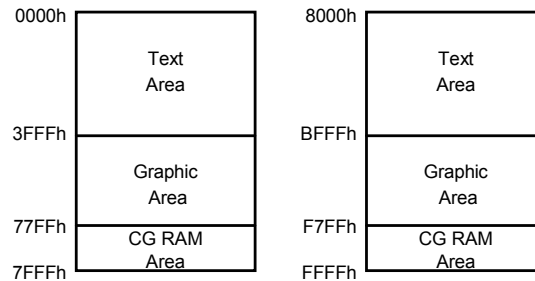 0000h
Text
Area
3FFFh
Graphic
Area
77FFh
CG RAM
Area
7FFFh
8000h
Text
Area
BFFFh
Graphic
Area
F7FFh
CG RAM
Area
FFFFh